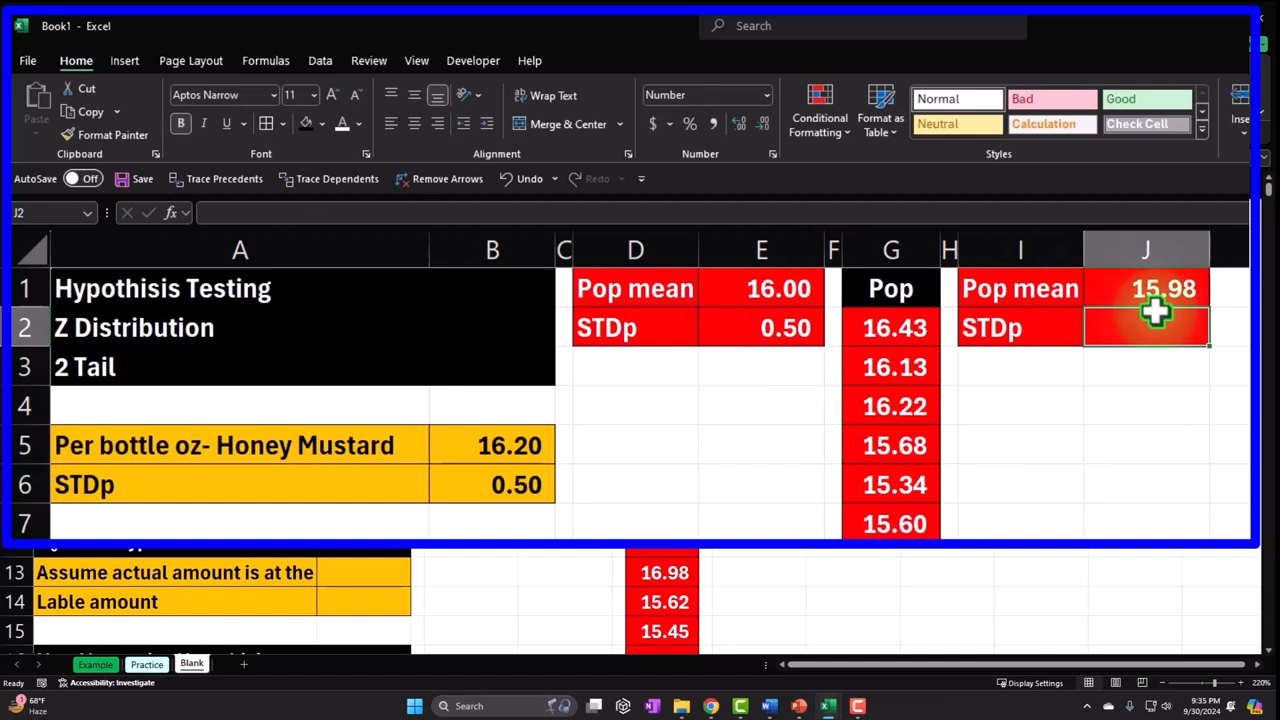 Book1 - Excel
Search
File Home Insert Page Layout Formulas Data Review View Developer Help
Paste
Cut
Copy
Format Painter
Clipboard
Aptos Narrow 11
B I U
Font
Wrap Text
Merge & Center
Alignment
Number
Number
Conditional Formatting
Format as Table
Normal Bad Good
Neutral Calculation Check Cell
Styles
AutoSave Off Save Trace Precedents Trace Dependents Remove Arrows Undo Redo
J2 fx
A B C D E F G H I J
1 Hypothisis Testing Pop mean 16.00 Pop Pop mean 15.98
2 Z Distribution STDp 0.50 16.43 STDp
3 2 Tail 16.13
4 16.22
5 Per bottle oz- Honey Mustard 16.20 15.68
6 STDp 0.50 15.34
7 15.60
13 Assume actual amount is at the 16.98
14 Lable amount 15.62
15 15.45
Example Practice Blank
Ready Accessibility: Investigate Display Settings 220%
68°F
Haze
Search
9:35 PM
9/30/2024